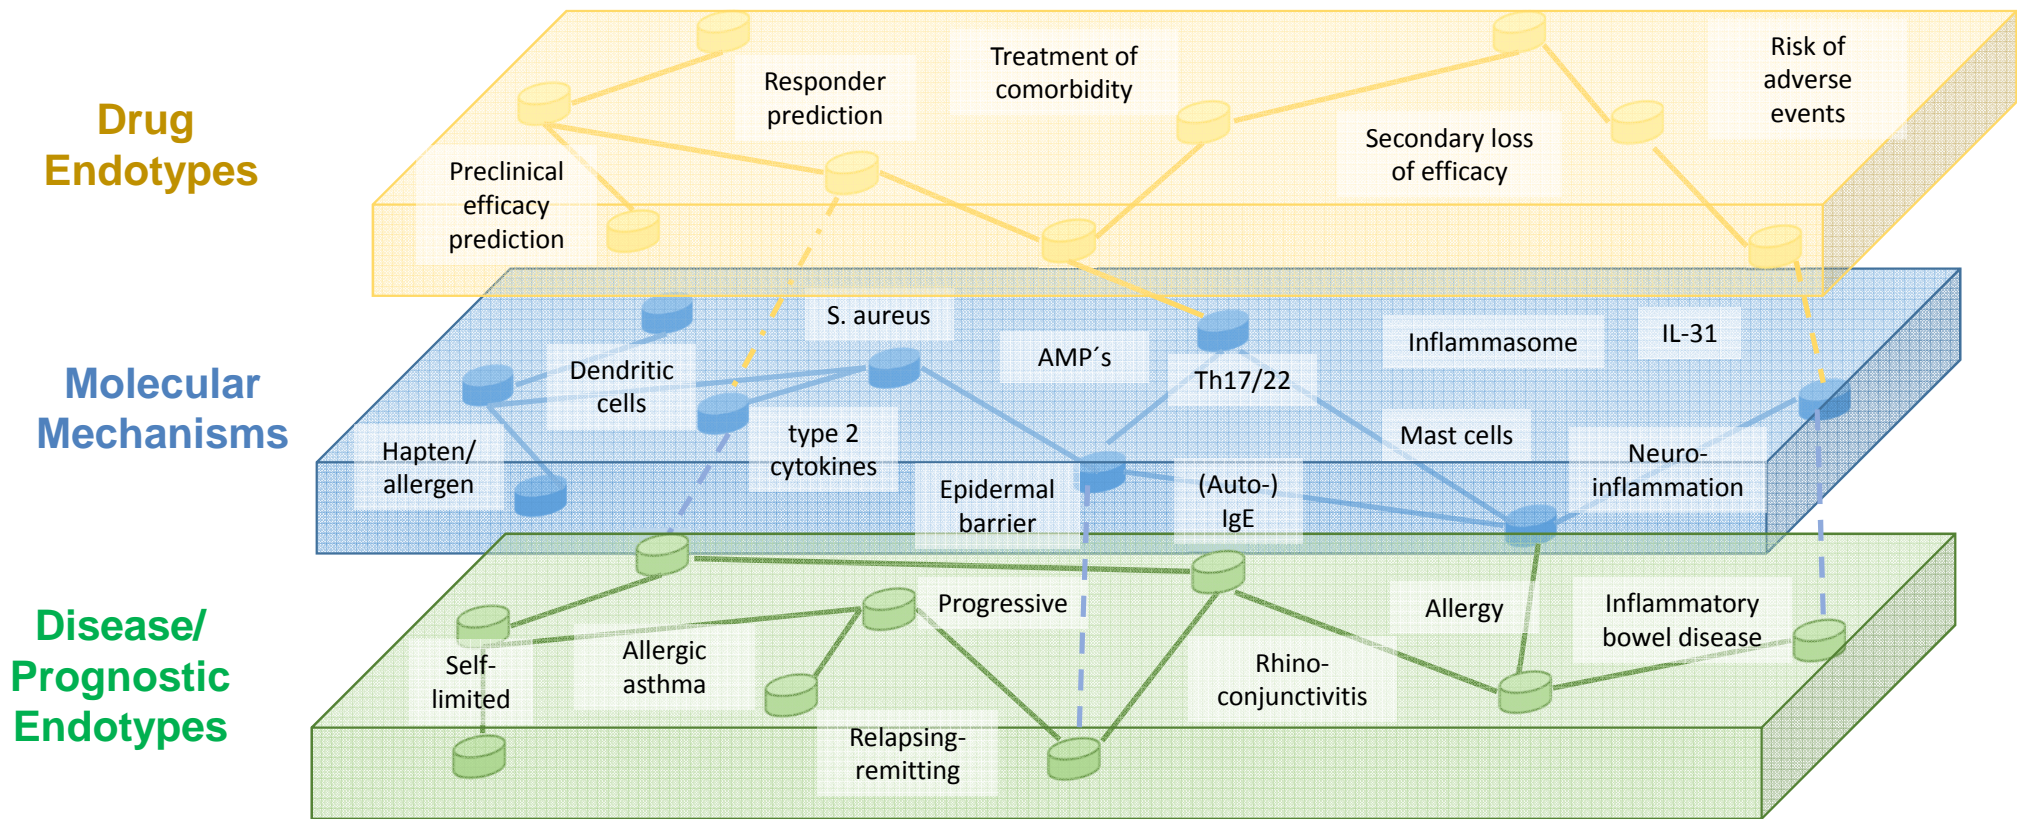 Drug
Endotypes
Preclinical
efficacy
prediction
Responder
prediction
Treatment of
comorbidity
Secondary loss
of efficacy
Risk of
adverse
events
Molecular
Mechanisms
Hapten/
allergen
Dendritic
cells
S. aureus
type 2
cytokines
AMP´s
Epidermal
barrier
Th17/22
(Auto-)
IgE
Inflammasome
Mast cells
IL-31
Neuro-
inflammation
Disease/
Prognostic
Endotypes
Self-
limited
Allergic
asthma
Progressive
Relapsing-
remitting
Rhino-
conjunctivitis
Allergy
Inflammatory
bowel disease